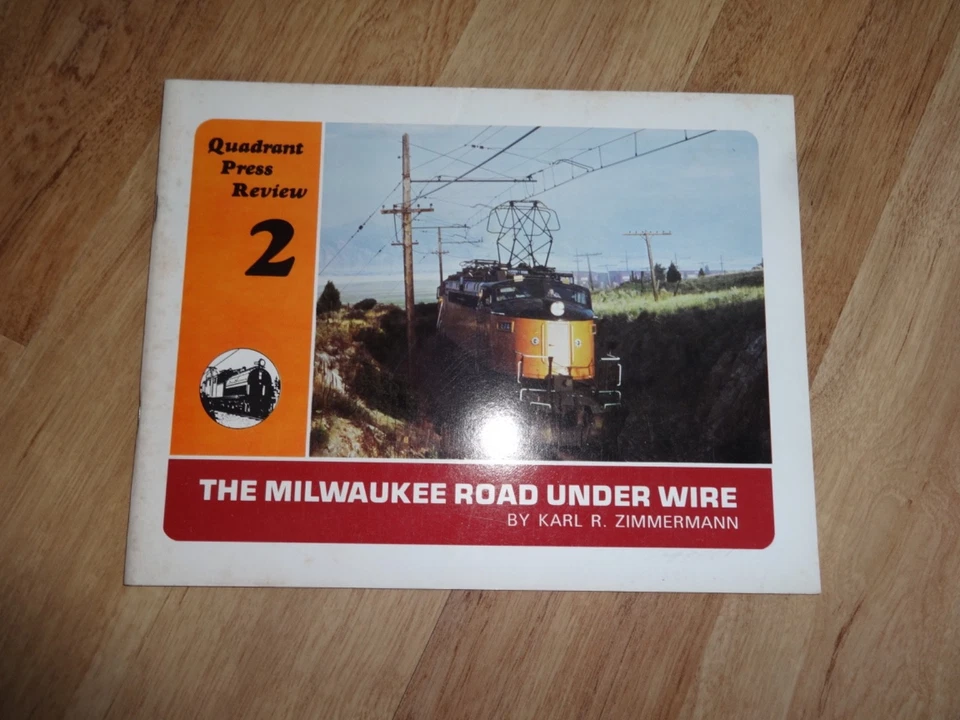 Quadrant
Press
Review
2
THE MILWAUKEE ROAD UNDER WIRE
BY KARL R. ZIMMERMANN